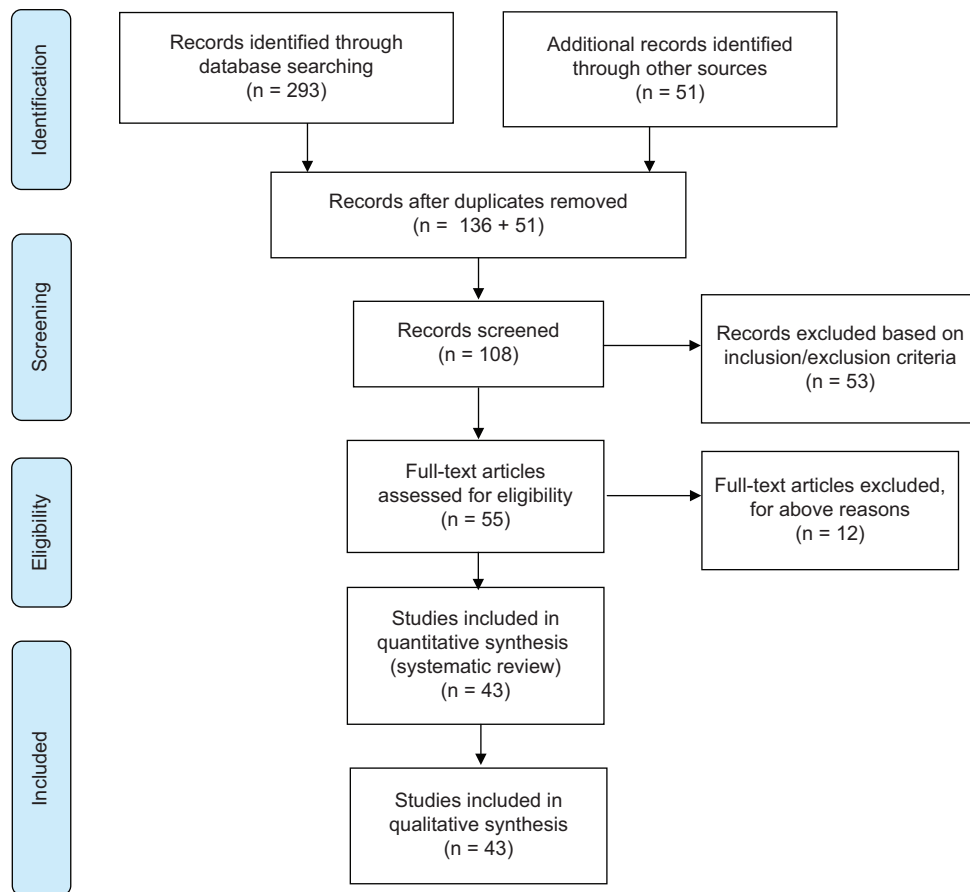 Identification
Records identified through
database searching
(n = 293)
Additional records identified
through other sources
(n = 51)
Records after duplicates removed
(n = 136 + 51)
Screening
Records screened
(n = 108)
Records excluded based on
inclusion/exclusion criteria
(n = 53)
Eligibility
Full-text articles
assessed for eligibility
(n = 55)
Full-text articles excluded,
for above reasons
(n = 12)
Included
Studies included in
quantitative synthesis
(systematic review)
(n = 43)
Studies included in
qualitative synthesis
(n = 43)